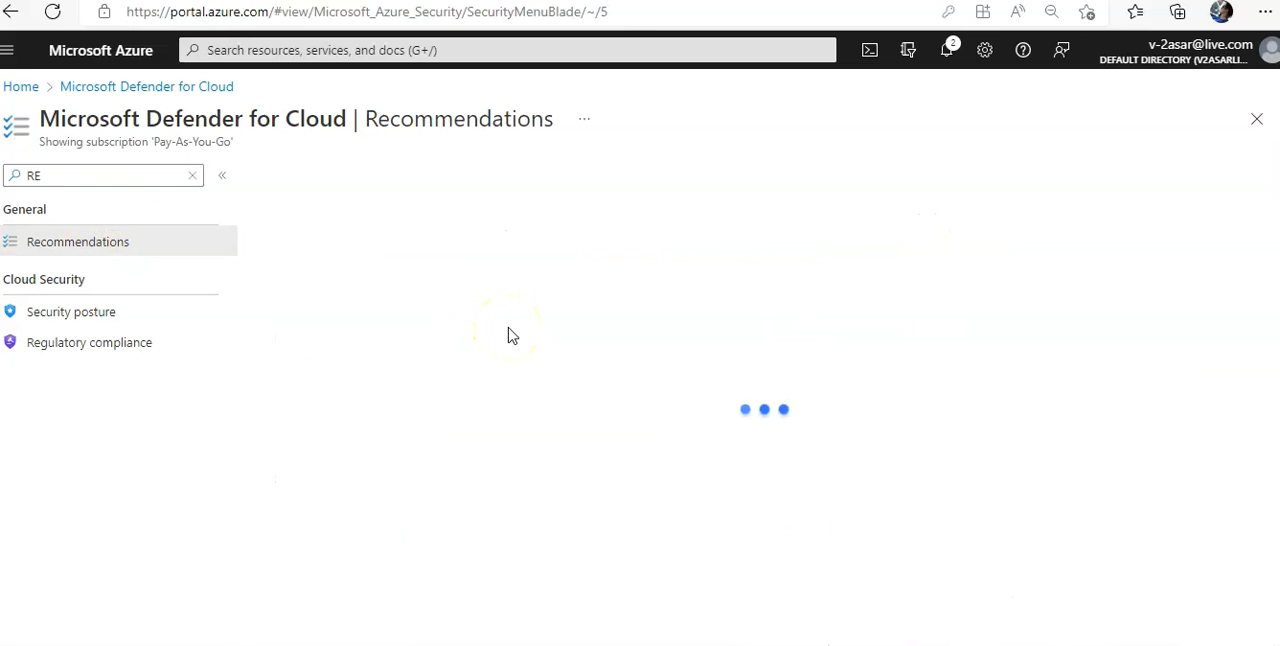 https://portal.azure.com/#view/Microsoft_Azure_Security/SecurityMenuBlade/~/5
Microsoft Azure
Search resources, services, and docs (G+/)
2
v-2asar@live.com
DEFAULT DIRECTORY (V2ASARLI...
Home > Microsoft Defender for Cloud
Microsoft Defender for Cloud | Recommendations ...
Showing subscription 'Pay-As-You-Go'
RE
General
Recommendations
Cloud Security
Security posture
Regulatory compliance